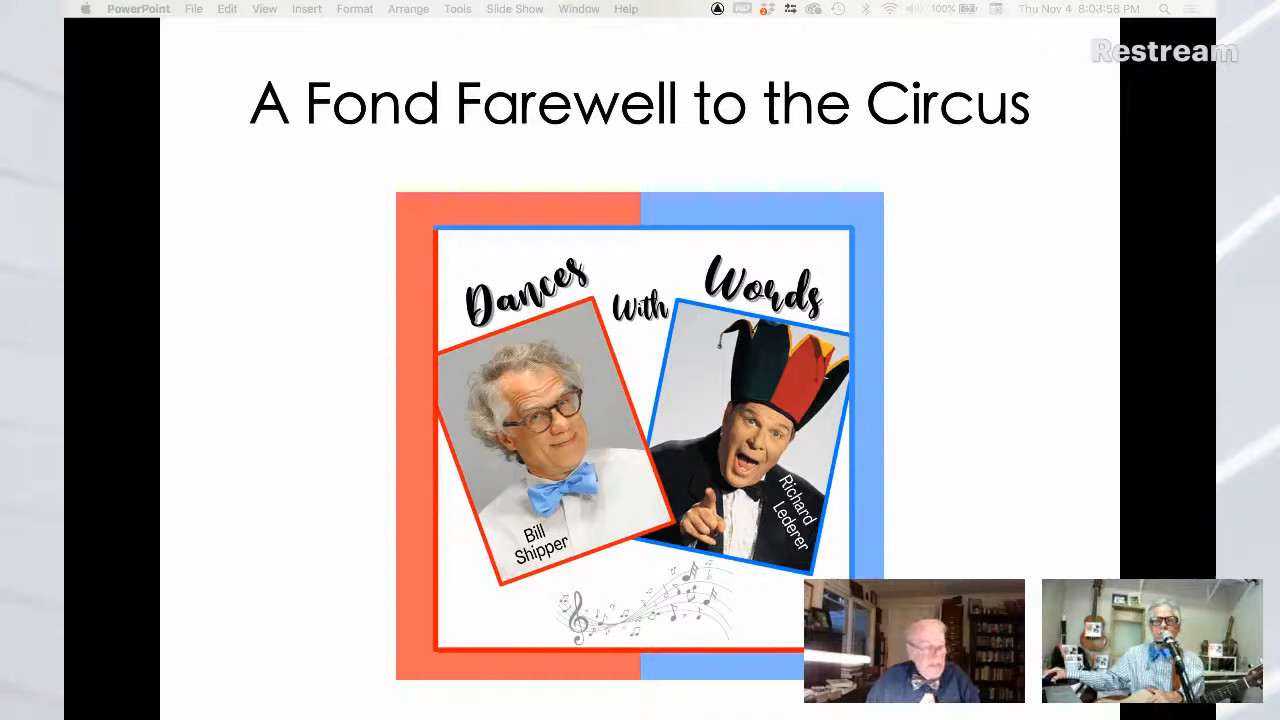 PowerPoint File Edit View Insert Format Arrange Tools Slide Show Window Help 100% Thu Nov 4 8:03:58 PM
Restream
A Fond Farewell to the Circus
Dances With Words
Bill
Shipper
Richard
Lederer